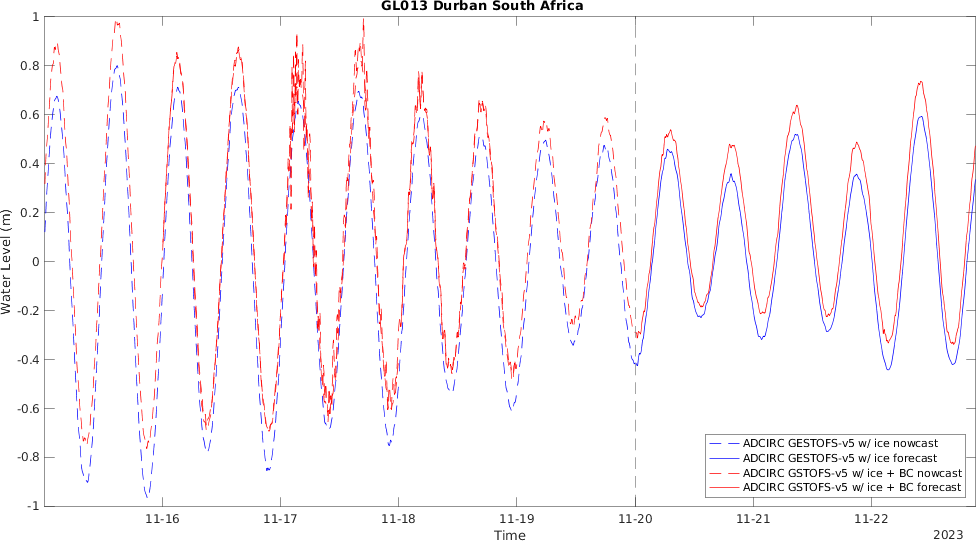 GL013 Durban South Africa
1
0.8
0.6
0.4
0.2
0
-0.2
-0.4
-0.6
-0.8
-1
Water Level (m)
11-16 11-17 11-18 11-19 11-20 11-21 11-22
Time
2023
ADCIRC GESTOFS-v5 w/ ice nowcast
ADCIRC GESTOFS-v5 w/ ice forecast
ADCIRC GSTOFS-v5 w/ ice + BC nowcast
ADCIRC GSTOFS-v5 w/ ice + BC forecast